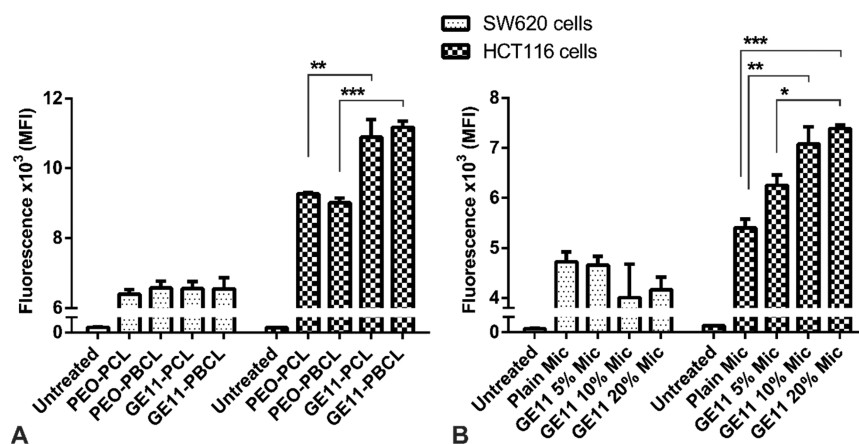 SW620 cells
HCT116 cells
Fluorescence x10³ (MFI)
12
10
8
6
0
**
***
Untreated
PEO-PCL
PEO-PBCL
GE11-PCL
GE11-PBCL
Untreated
PEO-PCL
PEO-PBCL
GE11-PCL
GE11-PBCL
A
Fluorescence x10³ (MFI)
8
7
6
5
4
0
***
**
*
Untreated
Plain Mic
GE11 5% Mic
GE11 10% Mic
GE11 20% Mic
Untreated
Plain Mic
GE11 5% Mic
GE11 10% Mic
GE11 20% Mic
B